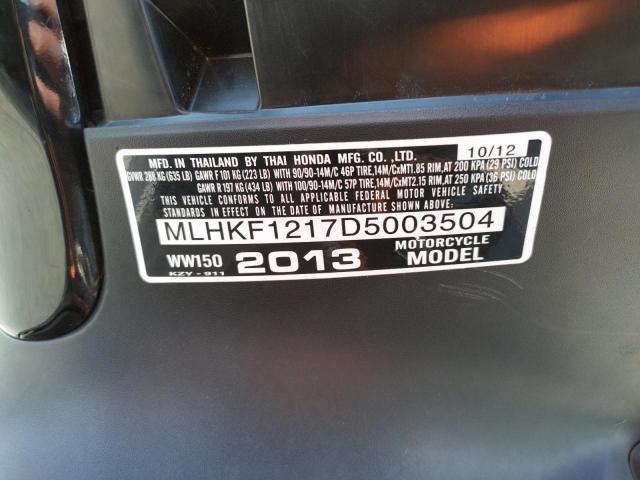 MFD. IN THAILAND BY THAI HONDA MFG. CO.,LTD. 10/12
GVWR 288 KG (635 LB) GAWR F 101 KG (223 LB) WITH 90/90-14M/C 46P TIRE,14M/CxMT1.85 RIM,AT 200 KPA (29 PSI) COLD
GAWR R 197 KG (434 LB) WITH 100/90-14M/C 57P TIRE,14M/CxMT2.15 RIM,AT 250 KPA (36 PSI) COLD
THIS VEHICLE CONFORMS TO ALL APPLICABLE FEDERAL MOTOR VEHICLE SAFETY
STANDARDS IN EFFECT ON THE DATE OF MANUFACTURE SHOWN ABOVE.
MLHKF1217D5003504
WW150 2013 MOTORCYCLE
KZY-911 MODEL